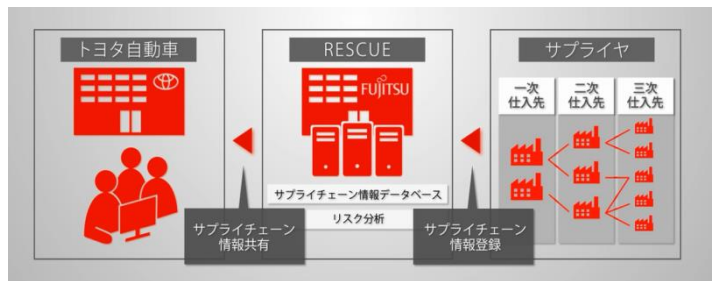 トヨタ自動車
RESCUE
FUJITSU
サプライチェーン情報データベース
リスク分析
サプライヤ
一次
仕入先
二次
仕入先
三次
仕入先
サプライチェーン
情報共有
サプライチェーン
情報登録